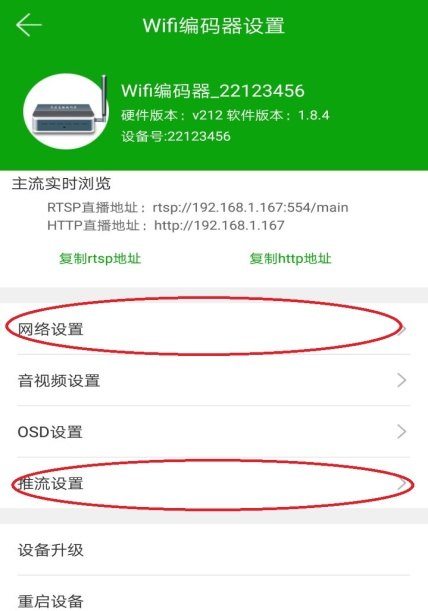 Wifi编码器设置
Wifi编码器_22123456
硬件版本：v212 软件版本：1.8.4
设备号:22123456
主流实时浏览
RTSP直播地址：rtsp://192.168.1.167:554/main
HTTP直播地址：http://192.168.1.167
复制rtsp地址 复制http地址
网络设置
音视频设置
OSD设置
推流设置
设备升级
重启设备